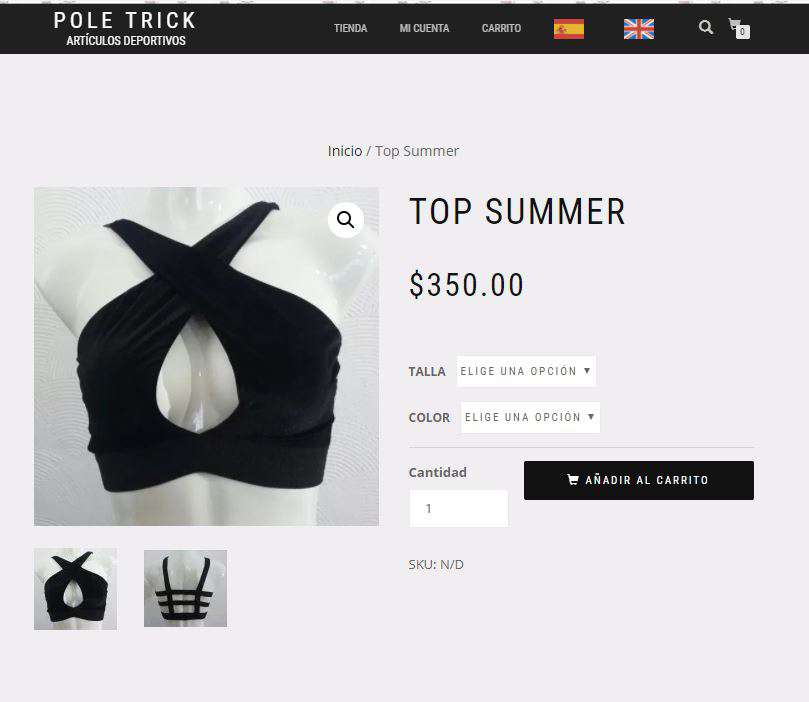 POLE TRICK
ARTÍCULOS DEPORTIVOS
TIENDA MI CUENTA CARRITO 0
Inicio / Top Summer
TOP SUMMER
$350.00
TALLA ELIGE UNA OPCIÓN
COLOR ELIGE UNA OPCIÓN
Cantidad
1
AÑADIR AL CARRITO
SKU: N/D